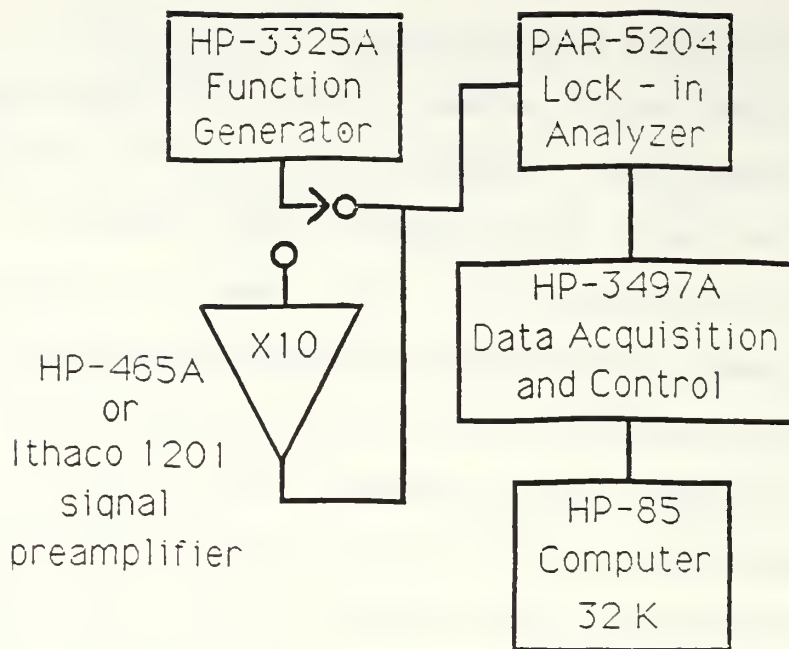 HP-3325A
Function
Generator
PAR-5204
Lock - in
Analyzer
X10
HP-465A
or
Ithaco 1201
signal
preamplifier
HP-3497A
Data Acquisition
and Control
HP-85
Computer
32 K